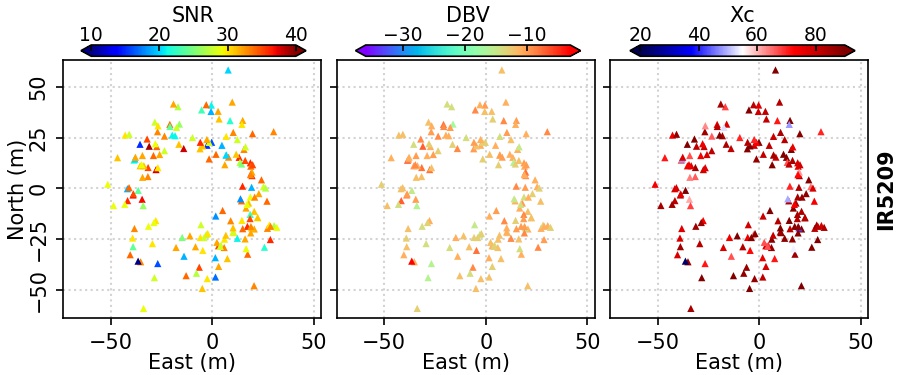 SNR DBV Xc
10 20 30 40 −30 −20 −10 20 40 60 80
50
25
0
−25
−50
North (m)
−50 0 50 −50 0 50 −50 0 50
East (m) East (m) East (m)
IR5209